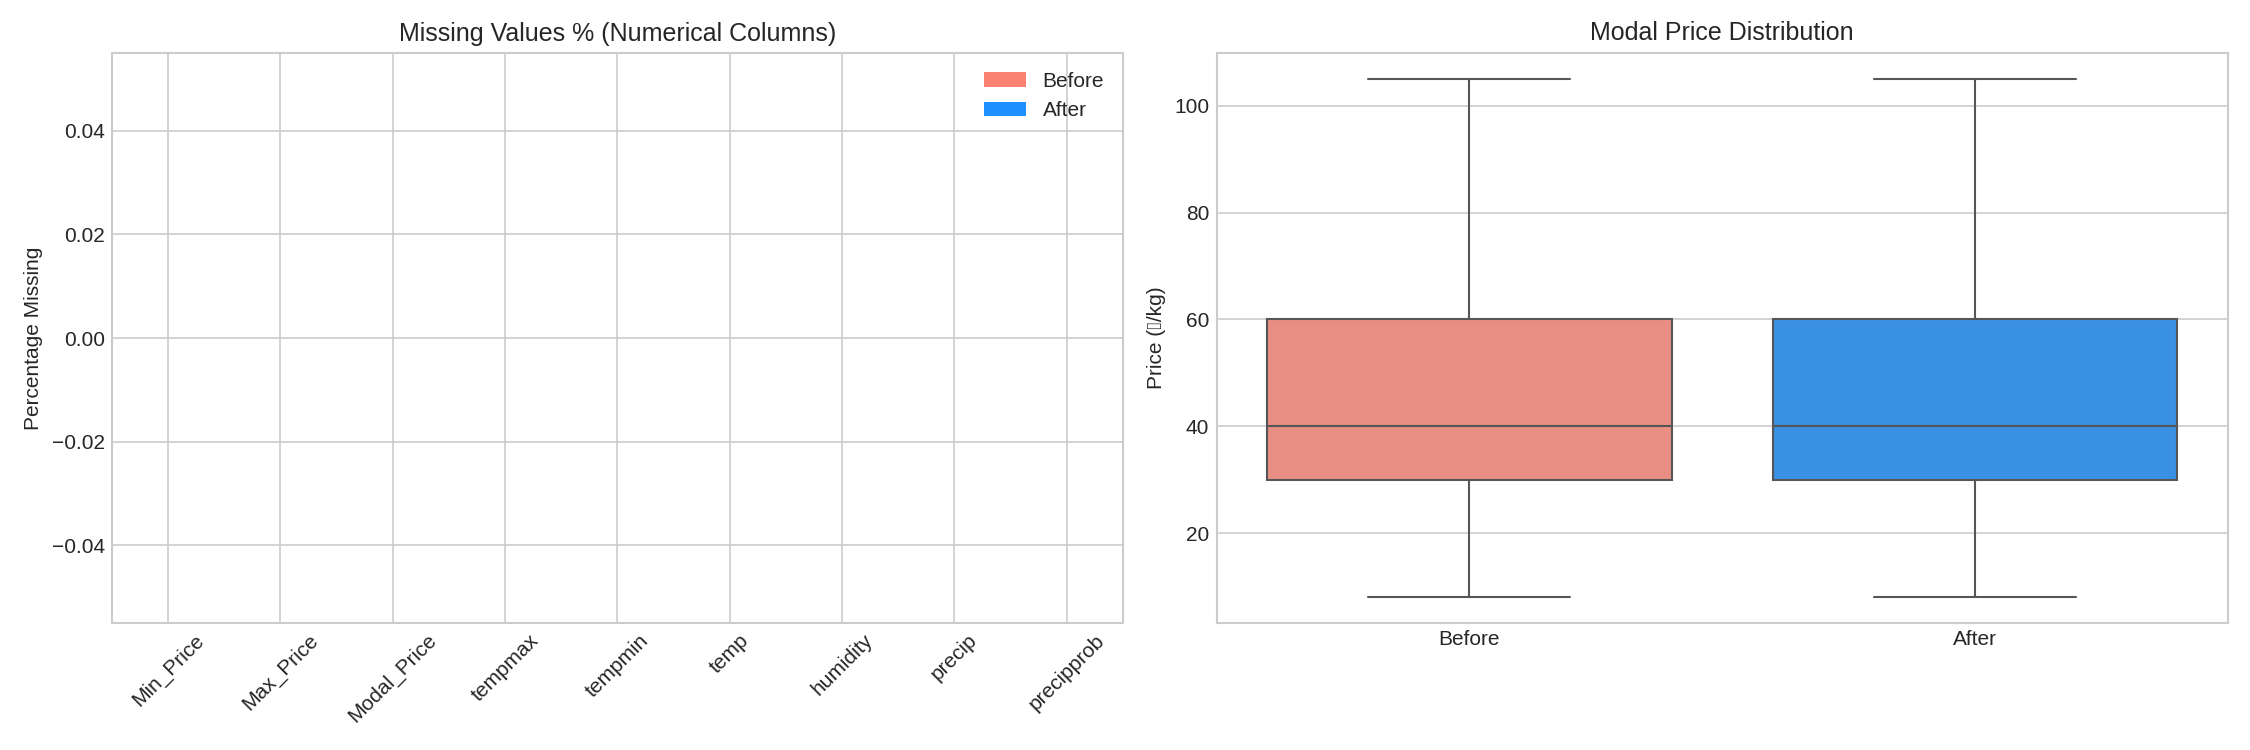 Missing Values % (Numerical Columns)
Before
After
Percentage Missing
0.04
0.02
0.00
−0.02
−0.04
Min_Price
Max_Price
Modal_Price
tempmax
tempmin
temp
humidity
precip
precipprob
Modal Price Distribution
Price (▯/kg)
100
80
60
40
20
Before
After